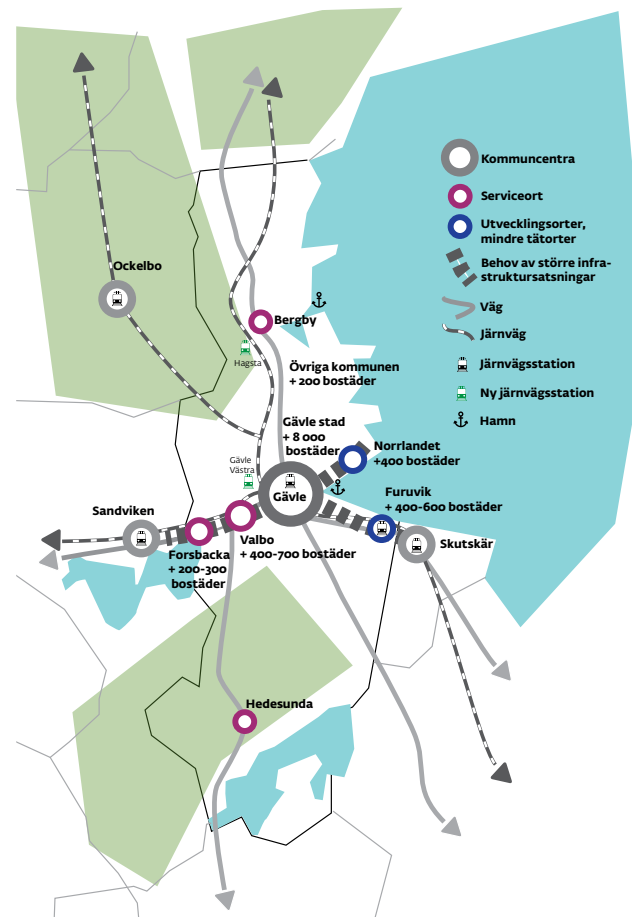 Kommuncentra
Serviceort
Utvecklingsorter,
mindre tätorter
Behov av större infra-
struktursatsningar
Väg
Järnväg
Järnvägsstation
Ny järnvägsstation
Hamn
Ockelbo
Bergby
Hagsta
Övriga kommunen
+ 200 bostäder
Gävle stad
+ 8 000
bostäder
Norrlandet
+400 bostäder
Gävle
Västra
Gävle
Furuvik
+ 400-600 bostäder
Sandviken
Skutskär
Valbo
+ 400-700 bostäder
Forsbacka
+ 200-300
bostäder
Hedesunda